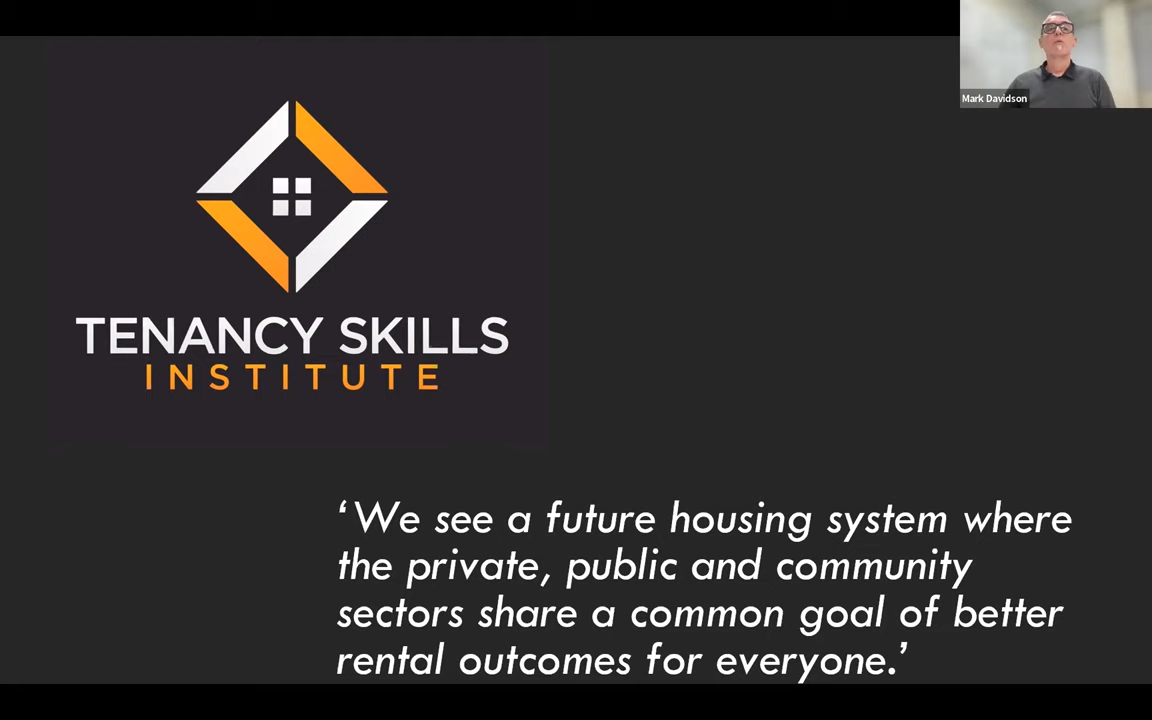 Mark Davidson
TENANCY SKILLS
INSTITUTE
‘We see a future housing system where
the private, public and community
sectors share a common goal of better
rental outcomes for everyone.’